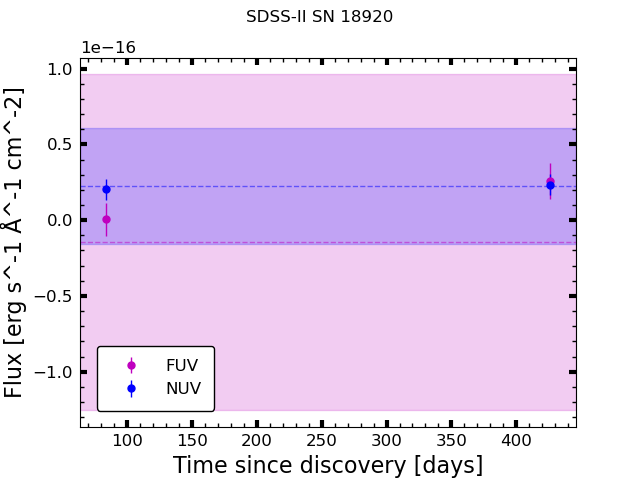 SDSS-II SN 18920
1e−16
1.0
0.5
0.0
−0.5
−1.0
Flux [erg s^-1 Å^-1 cm^-2]
FUV
NUV
100 150 200 250 300 350 400
Time since discovery [days]